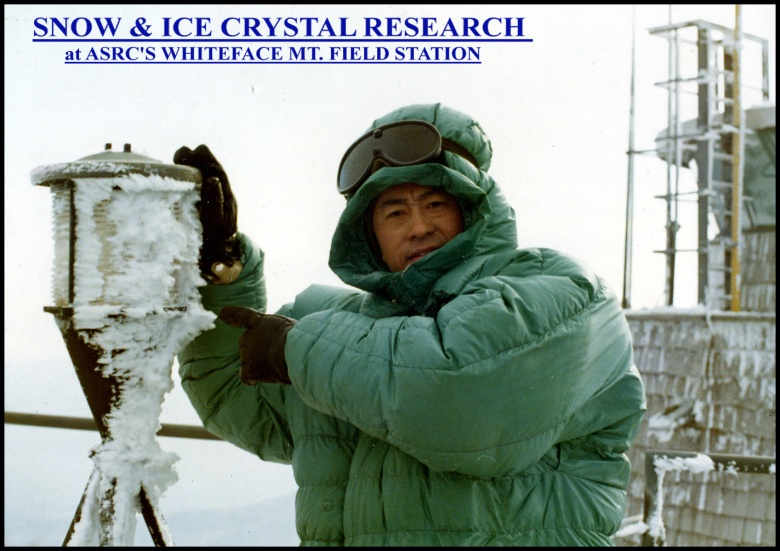 SNOW & ICE CRYSTAL RESEARCH
at ASRC'S WHITEFACE MT. FIELD STATION